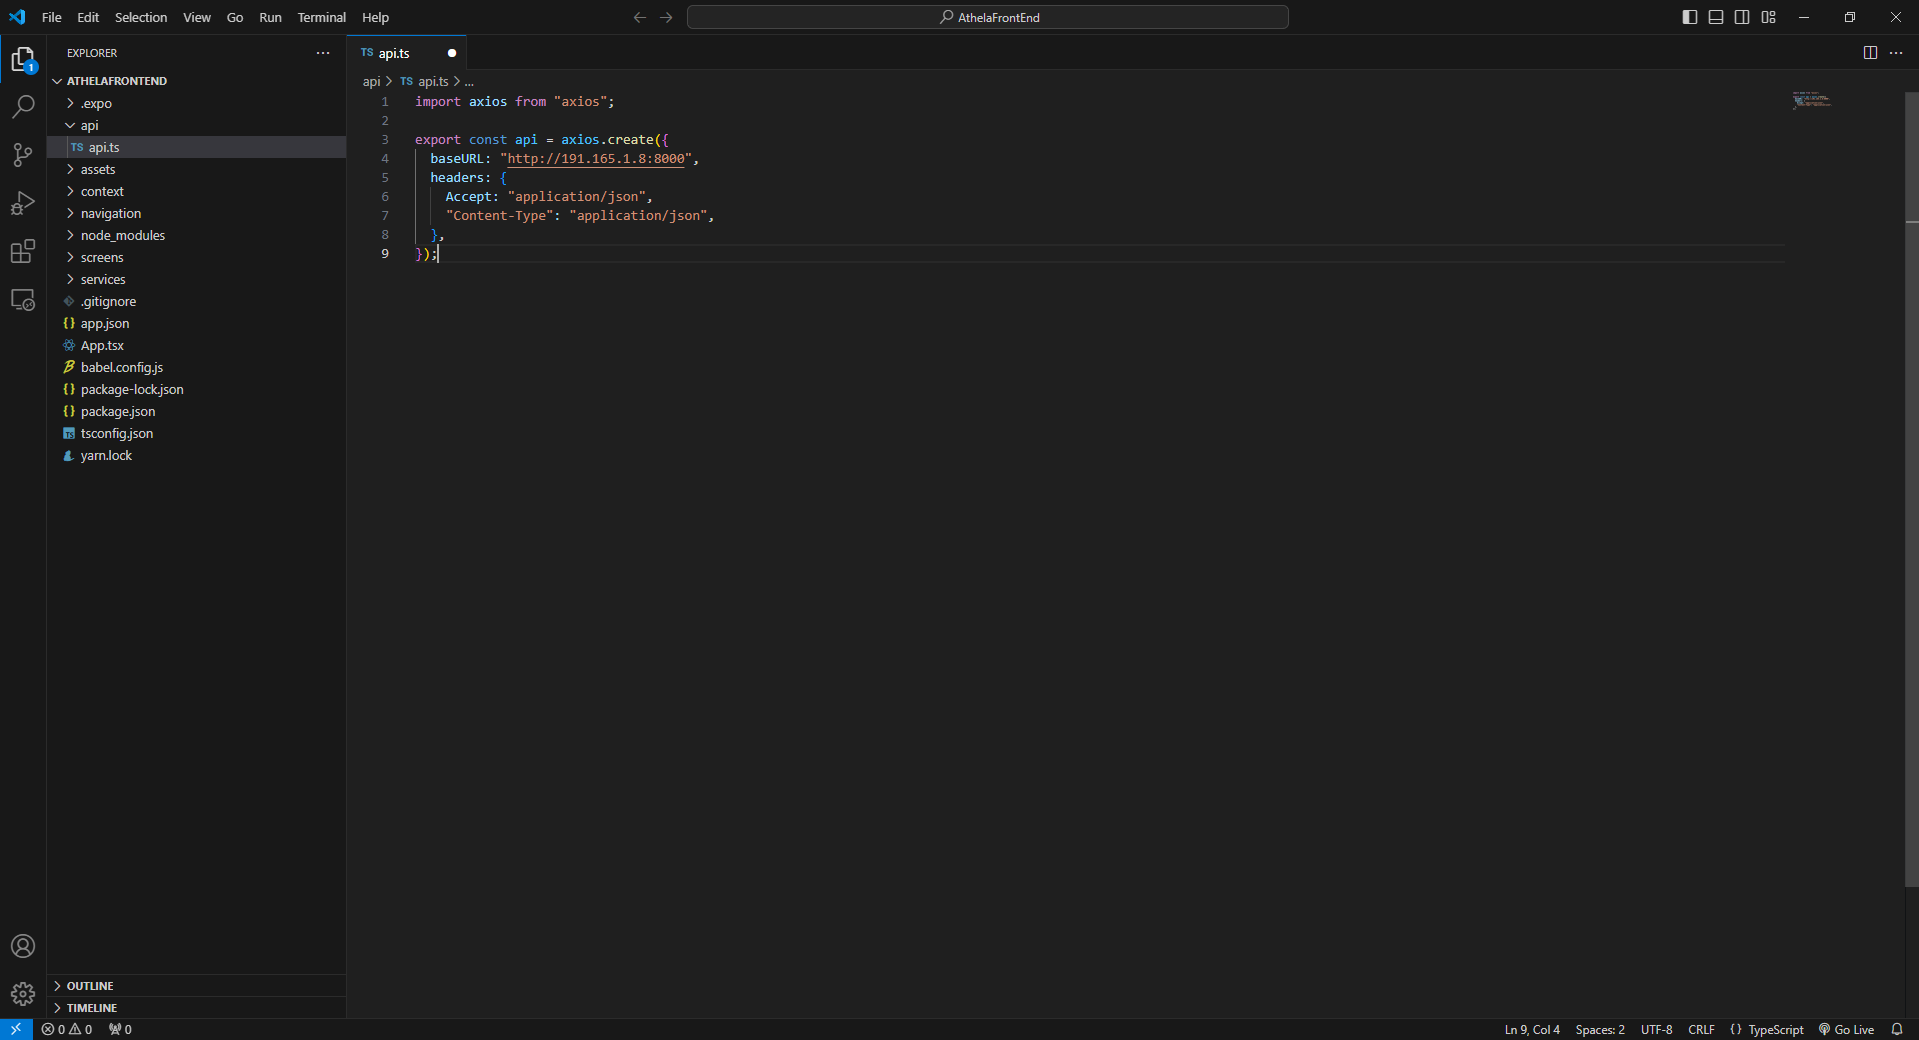 File Edit Selection View Go Run Terminal Help
AthelaFrontEnd
EXPLORER
ATHELAFRONTEND
.expo
api
TS api.ts
assets
context
navigation
node_modules
screens
services
.gitignore
{} app.json
App.tsx
babel.config.js
{} package-lock.json
{} package.json
TS tsconfig.json
yarn.lock
OUTLINE
TIMELINE
1
TS api.ts
api > TS api.ts > ...
1 import axios from "axios";
2
3 export const api = axios.create({
4 baseURL: "http://191.165.1.8:8000",
5 headers: {
6 Accept: "application/json",
7 "Content-Type": "application/json",
8 },
9 });
0 0 0
Ln 9, Col 4 Spaces: 2 UTF-8 CRLF {} TypeScript Go Live